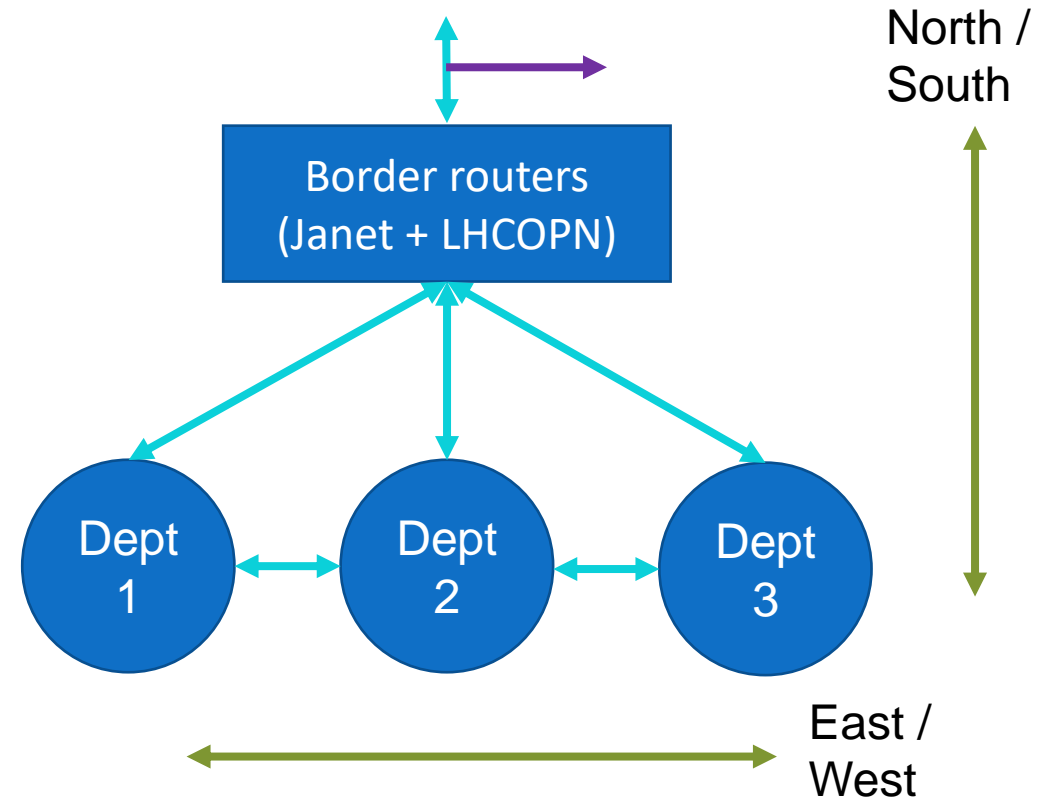 North /
South
Border routers
(Janet + LHCOPN)
Dept
1
Dept
2
Dept
3
East /
West